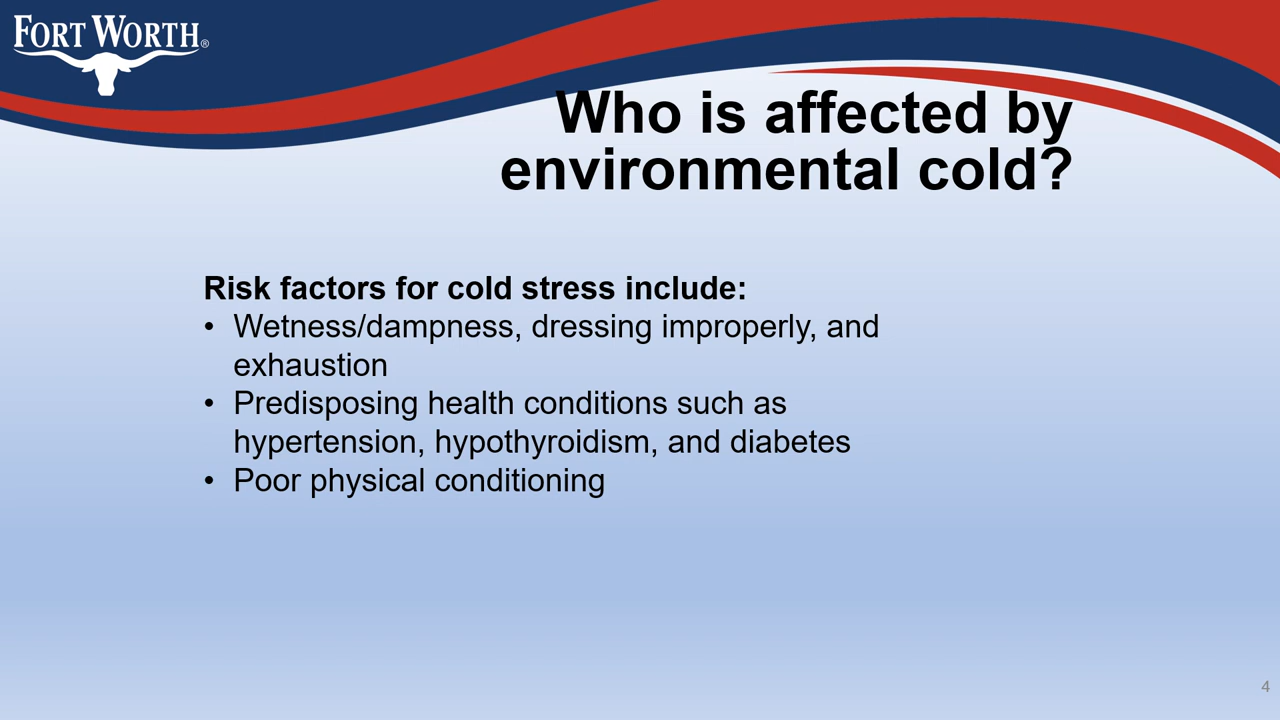 FORT WORTH®
Who is affected by
environmental cold?
Risk factors for cold stress include:
• Wetness/dampness, dressing improperly, and
exhaustion
• Predisposing health conditions such as
hypertension, hypothyroidism, and diabetes
• Poor physical conditioning
4